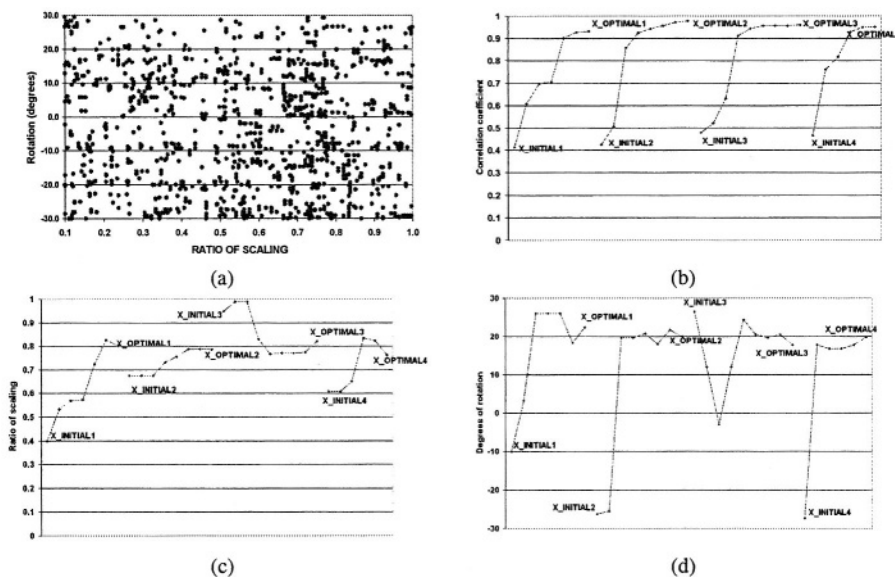 30.0
20.0
10.0
0.0
-10.0
-20.0
-30.0
Rotation (degrees)
0.1 0.2 0.3 0.4 0.5 0.6 0.7 0.8 0.9 1.0
RATIO OF SCALING
(a)
1
0.9
0.8
0.7
0.6
0.5
0.4
0.3
0.2
0.1
0
Correlation coefficient
X_OPTIMAL1
X_OPTIMAL2
X_OPTIMAL3
X_OPTIMAL
X_INITIAL1
X_INITIAL2
X_INITIAL3
X_INITIAL4
(b)
1
0.9
0.8
0.7
0.6
0.5
0.4
0.3
0.2
0.1
0
Ratio of scaling
X_INITIAL3
X_OPTIMAL1
X_OPTIMAL2
X_OPTIMAL3
X_OPTIMAL4
X_INITIAL2
X_INITIAL4
X_INITIAL1
(c)
30
20
10
0
-10
-20
-30
Degrees of rotation
X_INITIAL3
X_OPTIMAL1
X_OPTIMAL2
X_OPTIMAL3
X_OPTIMAL4
X_INITIAL1
X_INITIAL2
X_INITIAL4
(d)